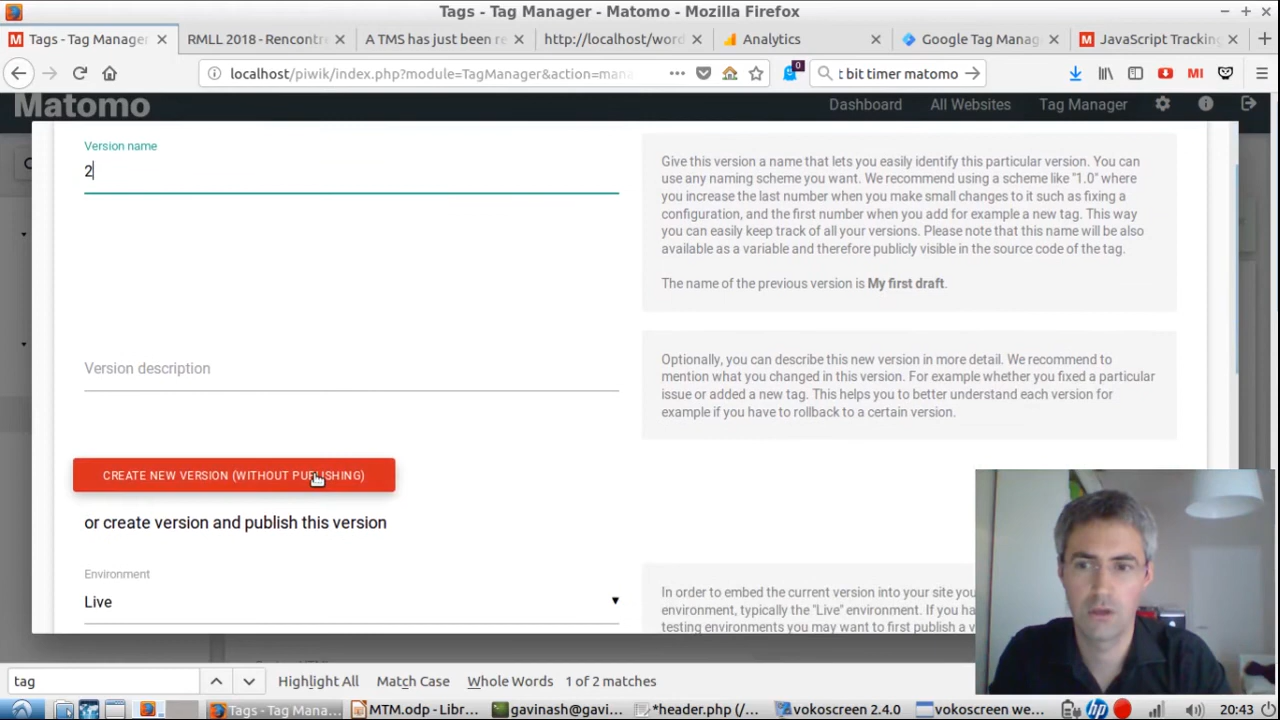 Tags - Tag Manager - Matomo - Mozilla Firefox
Tags - Tag Manager
RMLL 2018 - Rencontre
A TMS has just been re
http://localhost/word
Analytics
Google Tag Manag
JavaScript Tracking
localhost/piwik/index.php?module=TagManager&action=man
0
t bit timer matomo
Matomo
Dashboard
All Websites
Tag Manager
Version name
2
Give this version a name that lets you easily identify this particular version. You can
use any naming scheme you want. We recommend using a scheme like "1.0" where
you increase the last number when you make small changes to it such as fixing a
configuration, and the first number when you add for example a new tag. This way
you can easily keep track of all your versions. Please note that this name will be also
available as a variable and therefore publicly visible in the source code of the tag.
The name of the previous version is My first draft.
Version description
Optionally, you can describe this new version in more detail. We recommend to
mention what you changed in this version. For example whether you fixed a particular
issue or added a new tag. This helps you to better understand each version for
example if you have to rollback to a certain version.
CREATE NEW VERSION (WITHOUT PUBLISHING)
or create version and publish this version
Environment
Live
In order to embed the current version into your site you
environment, typically the "Live" environment. If you ha
testing environments you may want to first publish a v
tag
Highlight All
Match Case
Whole Words
1 of 2 matches
Tags - Tag Mana...
MTM.odp - Libr...
gavinash@gavi...
*header.php (/...
vokoscreen 2.4.0
vokoscreen we...
20:43